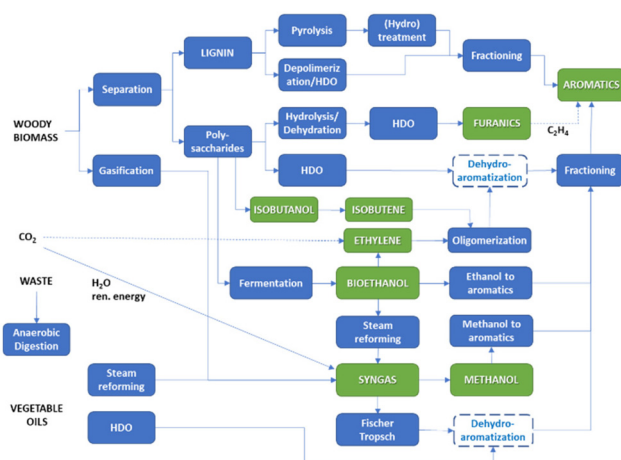 Pyrolysis
(Hydro)
treatment
LIGNIN
Fractioning
Separation
Depolimeriz
ation/HDO
AROMATICS
WOODY
BIOMASS
Poly-
saccharides
Hydrolysis/
Dehydration
HDO
FURANICS
C₂H₄
Gasification
HDO
Dehydro-
aromatization
Fractioning
ISOBUTANOL
ISOBUTENE
CO₂
ETHYLENE
Oligomerization
WASTE
H₂O
ren. energy
Fermentation
BIOETHANOL
Ethanol to
aromatics
Anaerobic
Digestion
Steam
reforming
Methanol to
aromatics
Steam
reforming
SYNGAS
METHANOL
VEGETABLE
OILS
HDO
Fischer
Tropsch
Dehydro-
aromatization